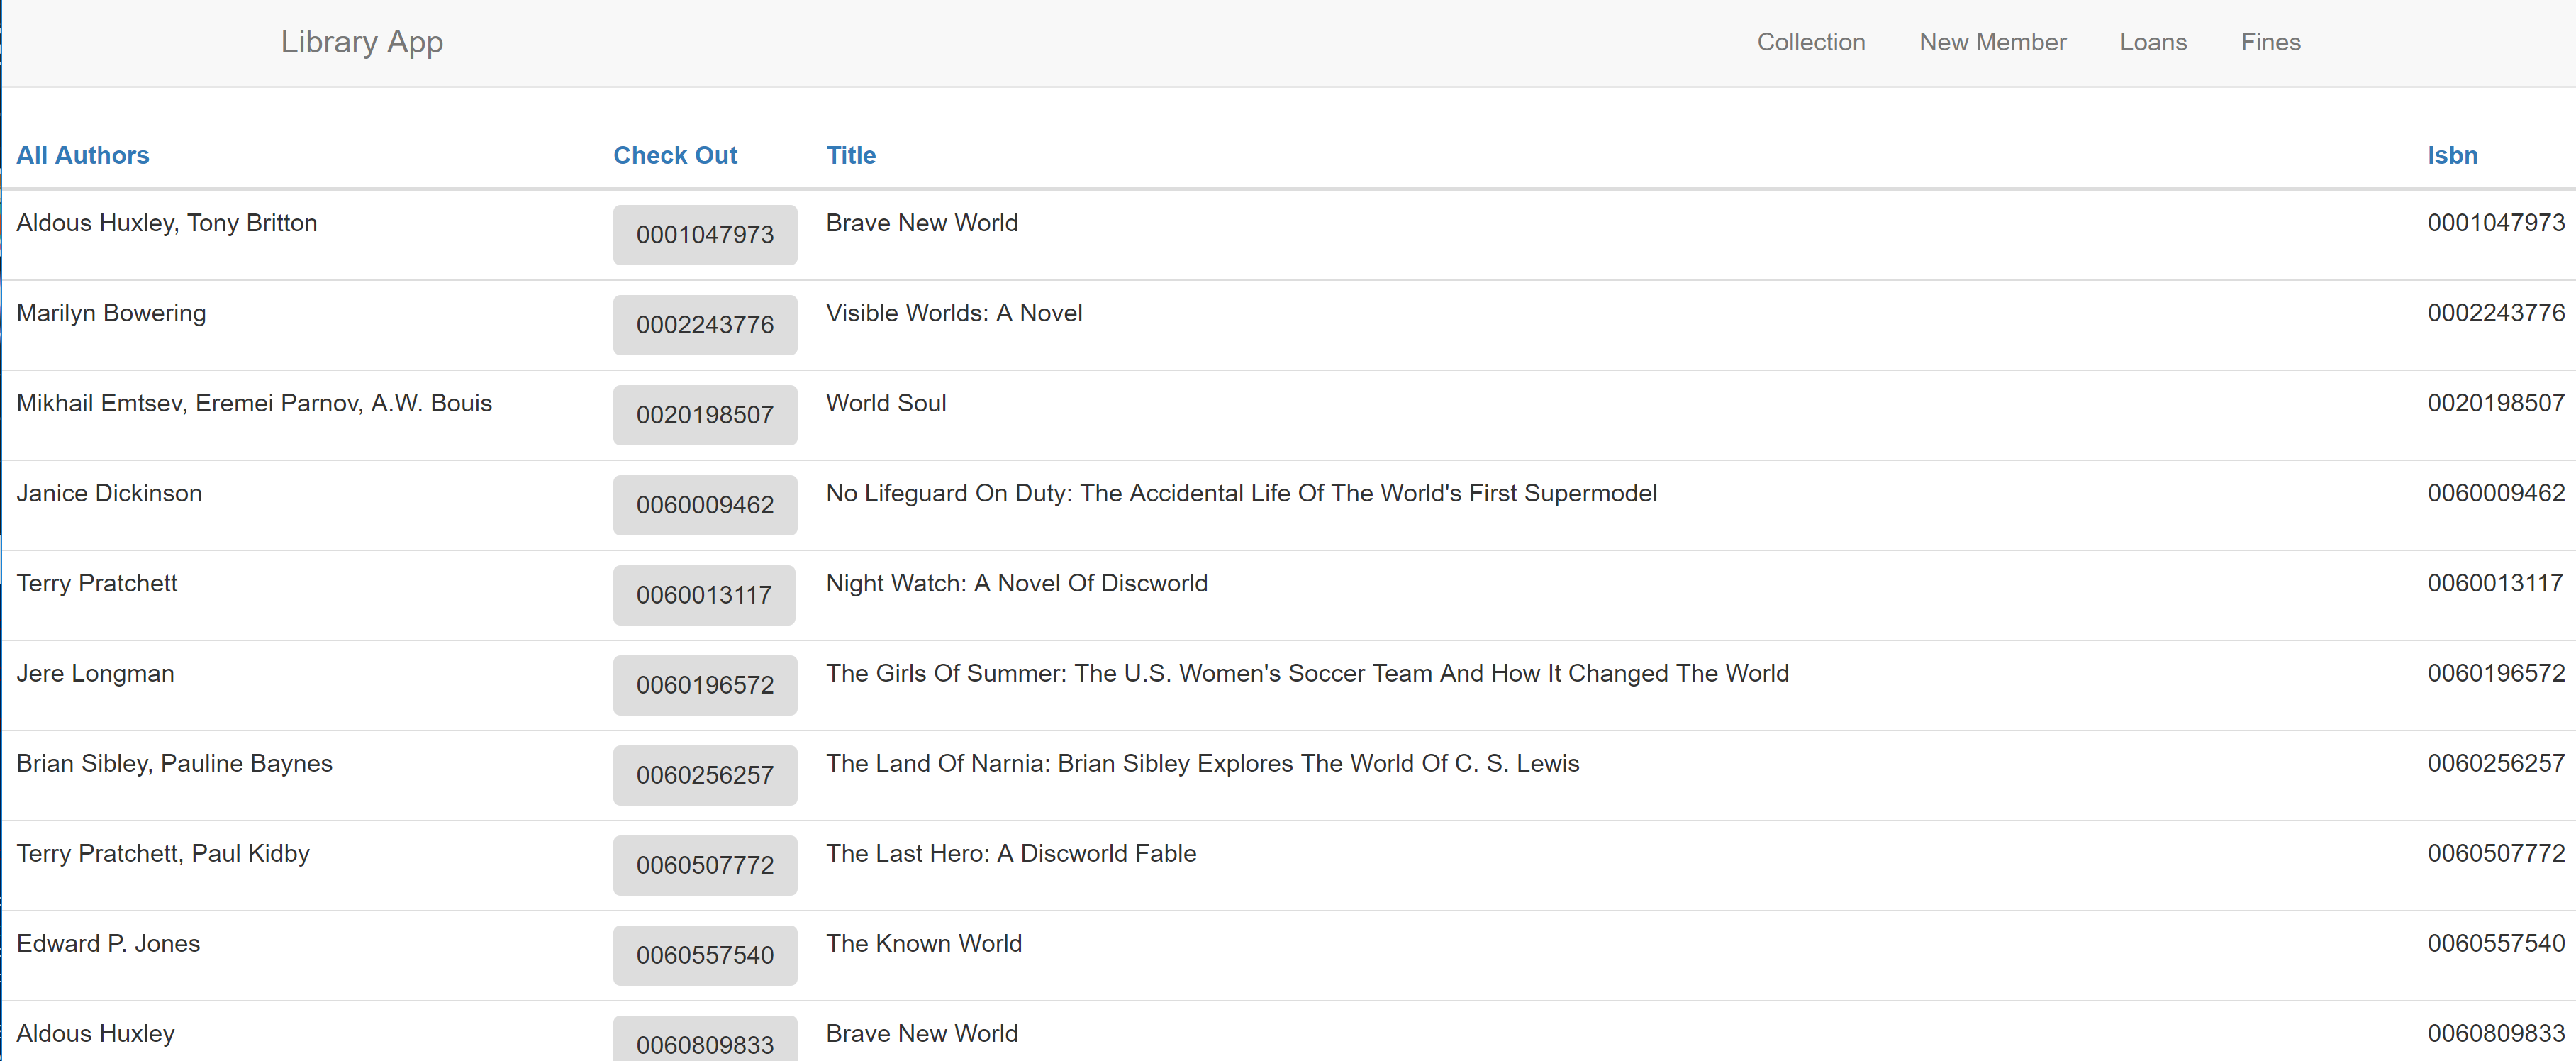 Library App Collection New Member Loans Fines
All Authors Check Out Title Isbn
Aldous Huxley, Tony Britton 0001047973 Brave New World 0001047973
Marilyn Bowering 0002243776 Visible Worlds: A Novel 0002243776
Mikhail Emtsev, Eremei Parnov, A.W. Bouis 0020198507 World Soul 0020198507
Janice Dickinson 0060009462 No Lifeguard On Duty: The Accidental Life Of The World's First Supermodel 0060009462
Terry Pratchett 0060013117 Night Watch: A Novel Of Discworld 0060013117
Jere Longman 0060196572 The Girls Of Summer: The U.S. Women's Soccer Team And How It Changed The World 0060196572
Brian Sibley, Pauline Baynes 0060256257 The Land Of Narnia: Brian Sibley Explores The World Of C. S. Lewis 0060256257
Terry Pratchett, Paul Kidby 0060507772 The Last Hero: A Discworld Fable 0060507772
Edward P. Jones 0060557540 The Known World 0060557540
Aldous Huxley 0060809833 Brave New World 0060809833